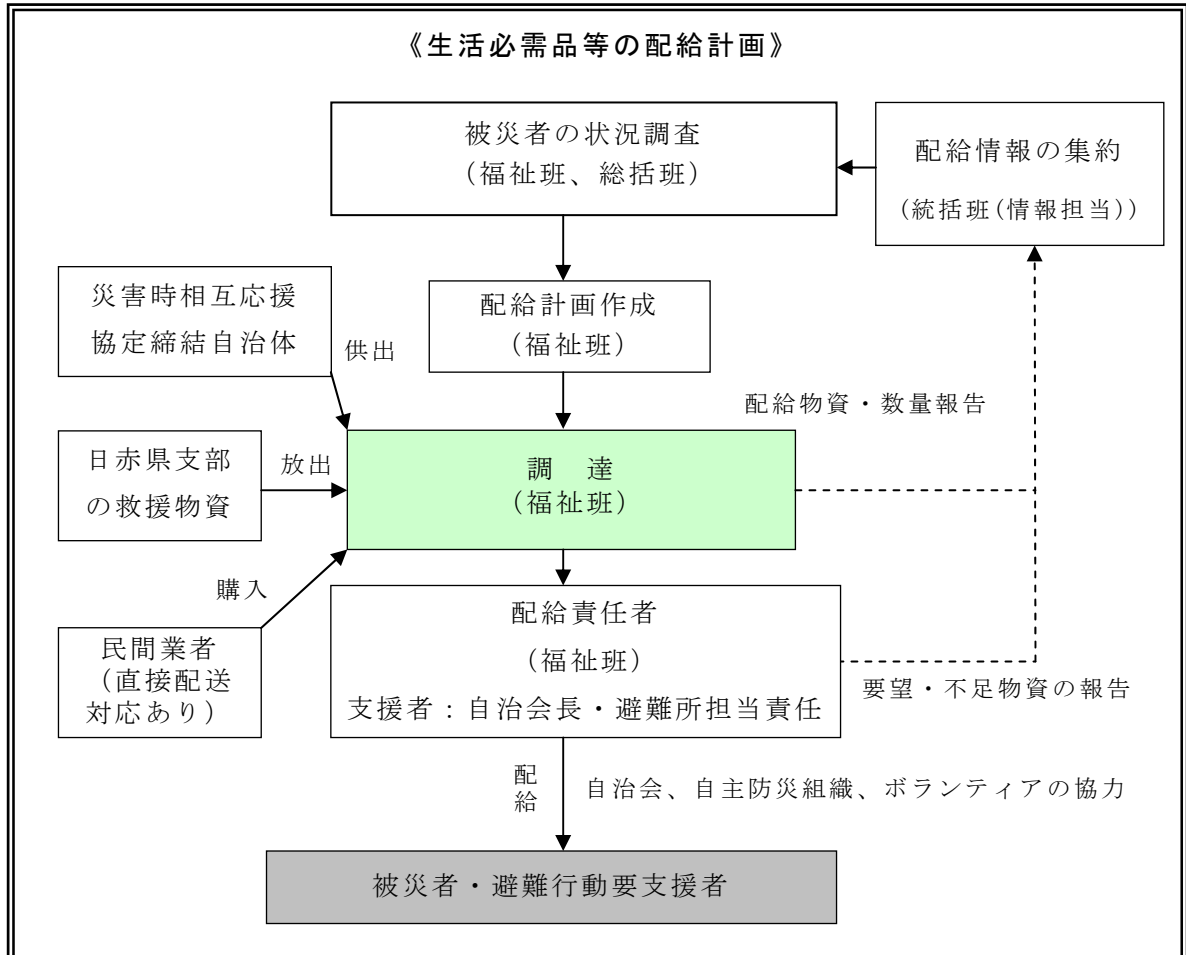 《生活必需品等の配給計画》
被災者の状況調査
(福祉班、総括班)
配給情報の集約
(統括班(情報担当))
災害時相互応援
協定締結自治体
供出
配給計画作成
(福祉班)
配給物資・数量報告
日赤県支部
の救援物資
放出
調 達
(福祉班)
購入
民間業者
(直接配送
対応あり)
配給責任者
(福祉班)
支援者:自治会長・避難所担当責任
要望・不足物資の報告
配給
自治会、自主防災組織、ボランティアの協力
被災者・避難行動要支援者